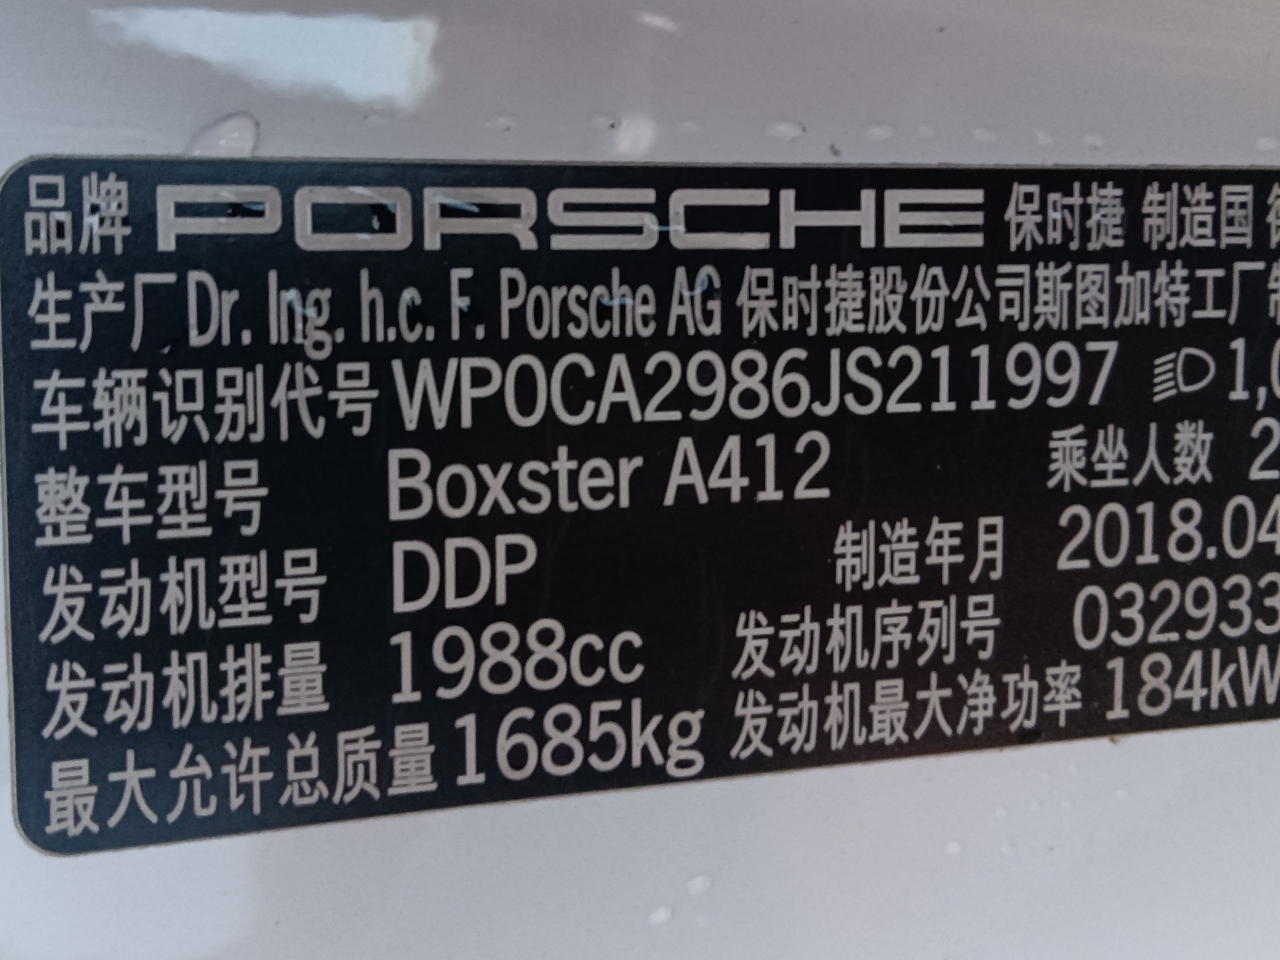 品牌 PORSCHE 保时捷 制造国
生产厂Dr. Ing. h.c. F. Porsche AG 保时捷股份公司斯图加特工厂
车辆识别代号 WP0CA2986JS211997 1,
整车型号 Boxster A412 乘坐人数 2
发动机型号 DDP 制造年月 2018.04
发动机排量 1988cc 发动机序列号 032933
最大允许总质量 1685kg 发动机最大净功率 184kW